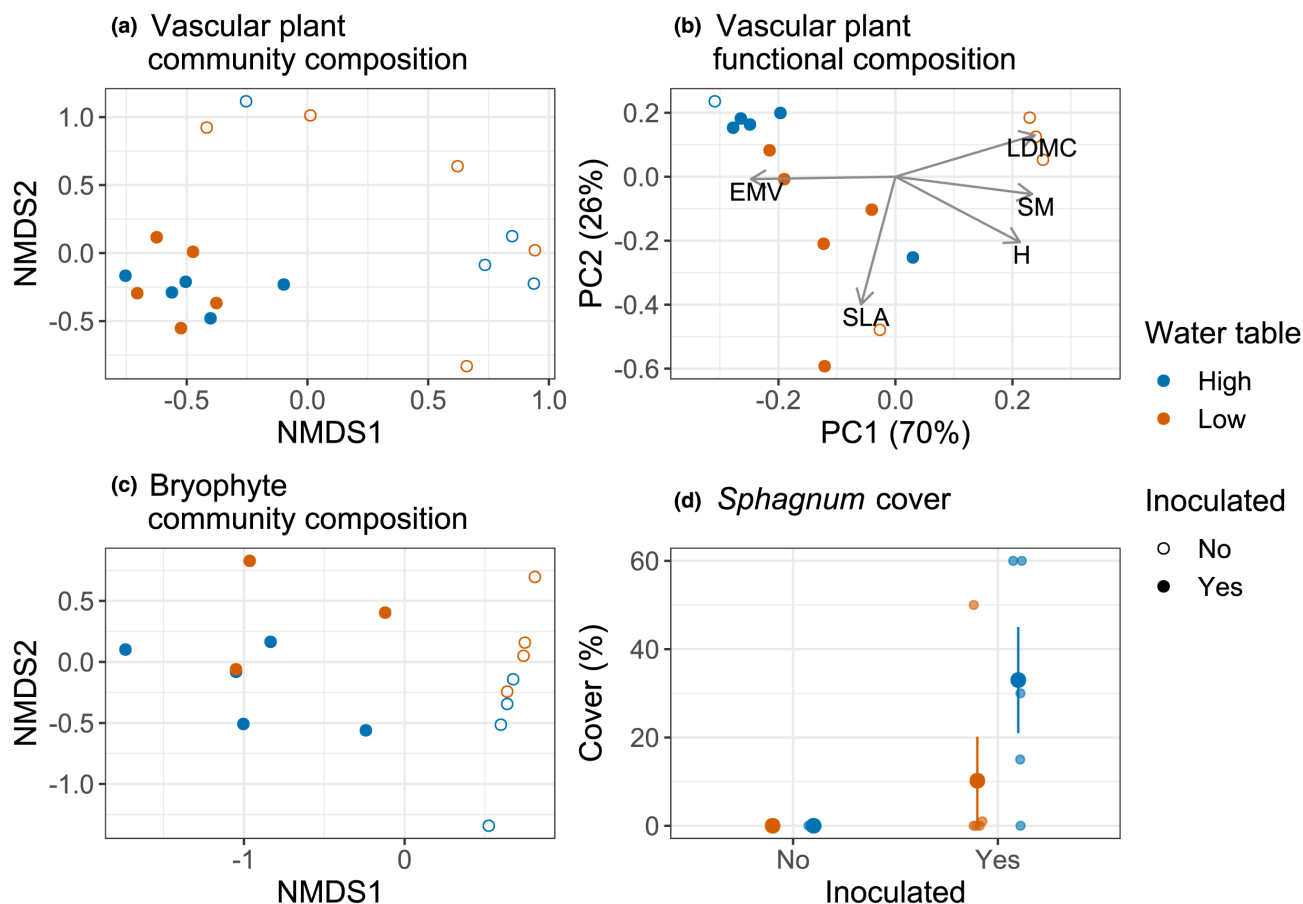 (a) Vascular plant
community composition
NMDS2
1.0
0.5
0.0
-0.5
-0.5
0.0
0.5
1.0
NMDS1
(b) Vascular plant
functional composition
PC2 (26%)
0.2
0.0
-0.2
-0.4
-0.6
LDMC
EMV
SM
H
SLA
-0.2
0.0
0.2
PC1 (70%)
(c) Bryophyte
community composition
NMDS2
0.5
0.0
-0.5
-1.0
-1
0
NMDS1
(d) Sphagnum cover
Cover (%)
60
40
20
0
No
Yes
Inoculated
Water table
High
Low
Inoculated
No
Yes